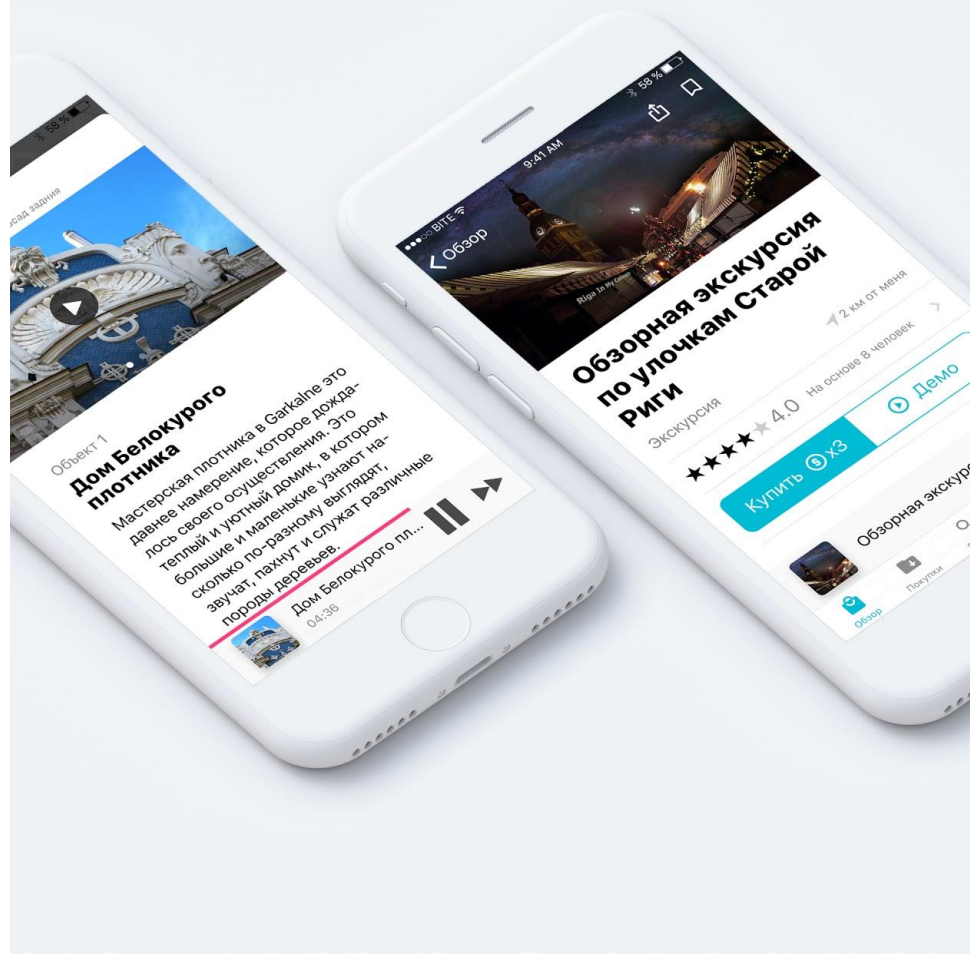 58 %
фасад задния
Объект 1
Дом Белокурого
плотника
Мастерская плотника в Garkalne это
давнее намерение, которое дожда-
лось своего осуществления. Это
теплый и уютный домик, в котором
большие и маленькие узнают на-
сколько по-разному выглядят,
звучат, пахнут и служат различные
породы деревьев.
Дом Белокурого пл...
04:36
BITE
9:41 AM
58 %
Обзор
Riga In My
Обзорная экскурсия
по улочкам Старой
Риги
2 км от меня
Экскурсия
4.0
На основе 8 человек
Купить $ x3
Демо
Обзорная экскур
Обзор
Покупки